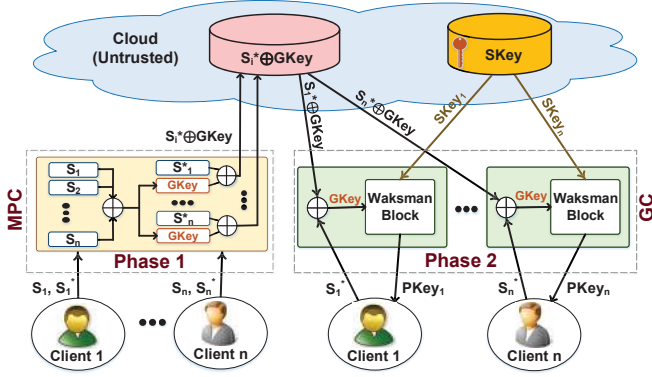 Cloud
(Untrusted)
Sᵢ*⊕GKey
SKey
Sᵢ*⊕GKey
S₁*⊕GKey
Sₙ*⊕GKey
SKey₁
SKeyₙ
MPC
S₁
S₂
Sₙ
S*₁
GKey
S*ₙ
GKey
Phase 1
GKey
Waksman
Block
GKey
Waksman
Block
Phase 2
GC
S₁, S₁*
Sₙ, Sₙ*
S₁*
PKey₁
Sₙ*
PKeyₙ
Client 1
Client n
Client 1
Client n